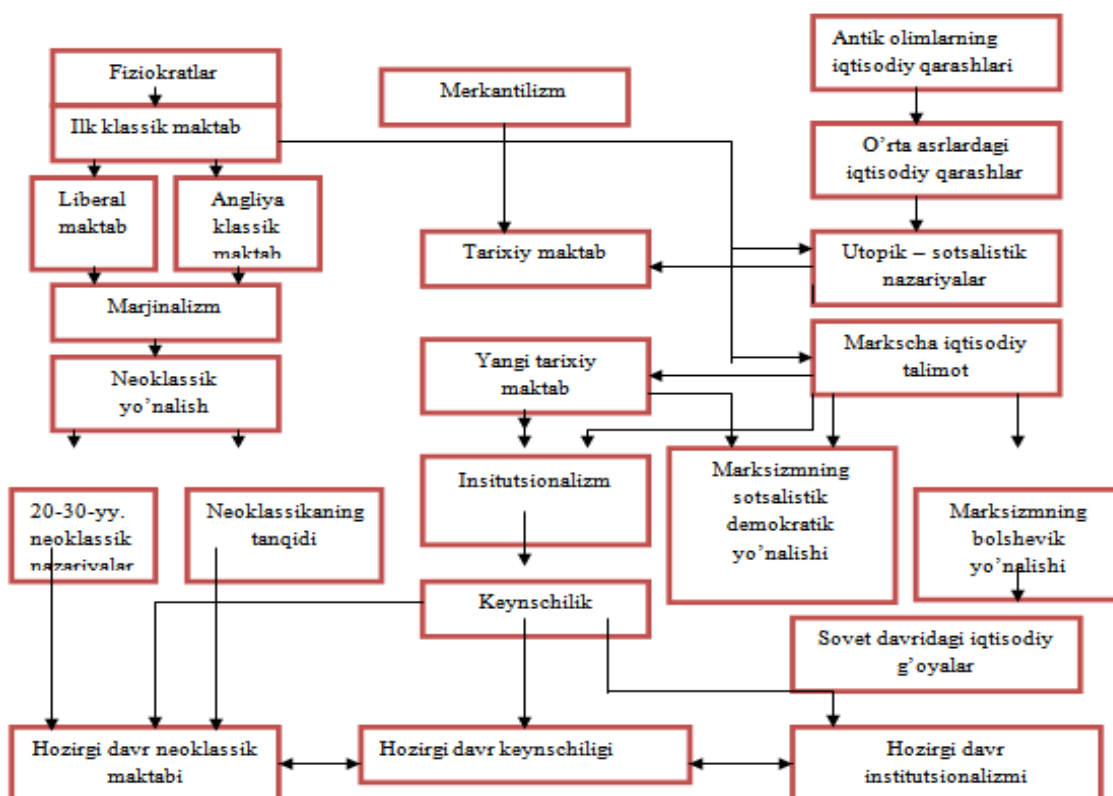 Fiziokratlar
Ilk klassik maktab
Liberal
maktab
Angliya
klassik
maktab
Marjinalizm
Neoklassik
yo’nalish
20-30-yy.
neoklassik
nazariyalar
Neoklassikaning
tanqidi
Merkantilizm
Tarixiy maktab
Yangi tarixiy
maktab
Insitutsionalizm
Keynschilik
Antik olimlarning
iqtisodiy qarashlari
O’rta asrlardagi
iqtisodiy qarashlar
Utopik – sotsalistik
nazariyalar
Markscha iqtisodiy
talimot
Marksizmning
sotsalistik
demokratik
yo’nalishi
Marksizmning
bolshevik
yo’nalishi
Sovet davridagi iqtisodiy
g’oyalar
Hozirgi davr neoklassik
maktabi
Hozirgi davr keynschiligi
Hozirgi davr
institutsionalizmi